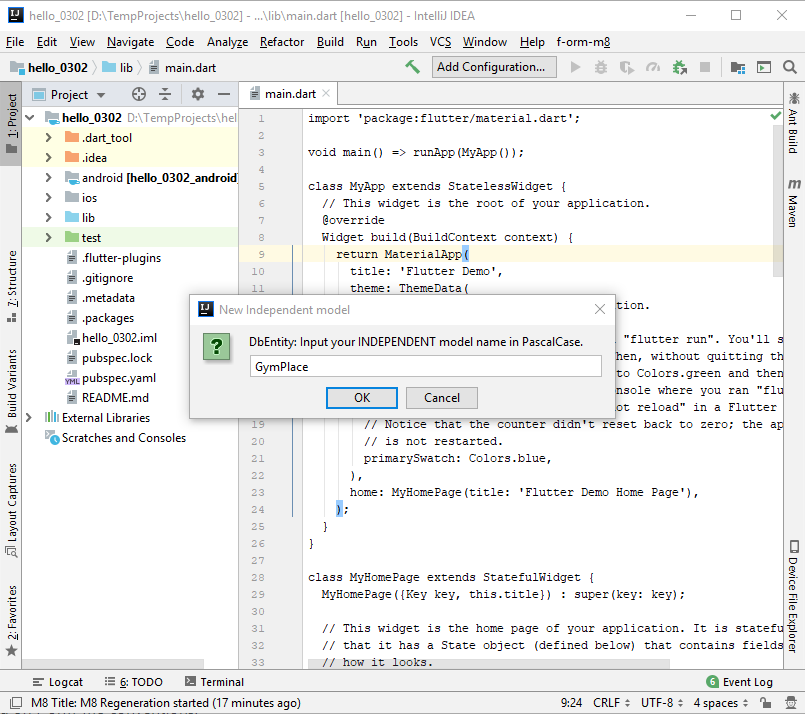 hello_0302 [D:\TempProjects\hello_0302] - ...\lib\main.dart [hello_0302] - IntelliJ IDEA
File Edit View Navigate Code Analyze Refactor Build Run Tools VCS Window Help f-orm-m8
hello_0302 lib main.dart Add Configuration...
1: Project
7: Structure
Build Variants
Layout Captures
2: Favorites
Project
hello_0302 D:\TempProjects\hel
.dart_tool
.idea
android [hello_0302_android]
ios
lib
test
.flutter-plugins
.gitignore
.metadata
.packages
hello_0302.iml
pubspec.lock
YML pubspec.yaml
README.md
External Libraries
Scratches and Consoles
main.dart
1 import 'package:flutter/material.dart';
2
3 void main() => runApp(MyApp());
4
5 class MyApp extends StatelessWidget {
6 // This widget is the root of your application.
7 @override
8 Widget build(BuildContext context) {
9 return MaterialApp(
10 title: 'Flutter Demo',
11 theme: ThemeData(
tion.
"flutter run". You'll s
hen, without quitting th
to Colors.green and then
nsole where you ran "flu
ot reload" in a Flutter
19 // Notice that the counter didn't reset back to zero; the ap
20 // is not restarted.
21 primarySwatch: Colors.blue,
22 ),
23 home: MyHomePage(title: 'Flutter Demo Home Page'),
24 );
25 }
26 }
27
28 class MyHomePage extends StatefulWidget {
29 MyHomePage({Key key, this.title}) : super(key: key);
30
31 // This widget is the home page of your application. It is statefu
32 // that it has a State object (defined below) that contains fields
33 // how it looks.
New Independent model
DbEntity: Input your INDEPENDENT model name in PascalCase.
GymPlace
OK Cancel
Ant Build
Maven
Device File Explorer
Logcat 6: TODO Terminal 6 Event Log
M8 Title: M8 Regeneration started (17 minutes ago) 9:24 CRLF UTF-8 4 spaces